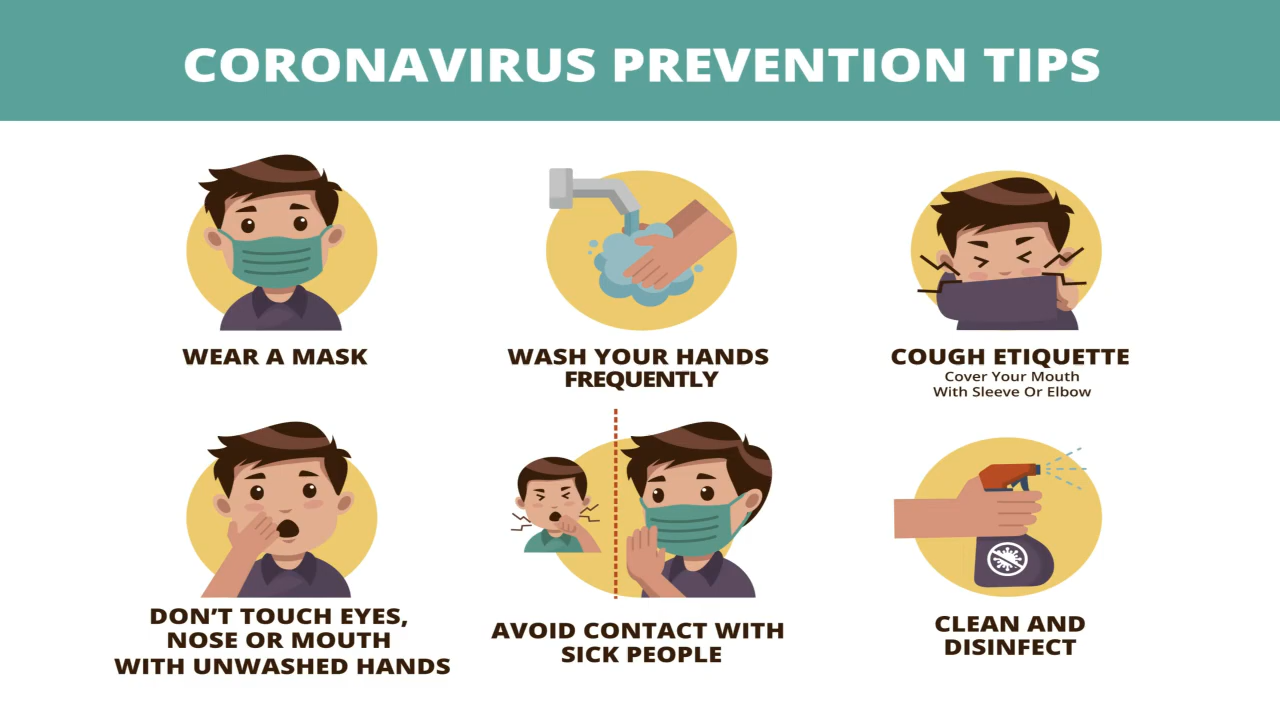 CORONAVIRUS PREVENTION TIPS
WEAR A MASK
WASH YOUR HANDS
FREQUENTLY
COUGH ETIQUETTE
Cover Your Mouth
With Sleeve Or Elbow
DON'T TOUCH EYES,
NOSE OR MOUTH
WITH UNWASHED HANDS
AVOID CONTACT WITH
SICK PEOPLE
CLEAN AND
DISINFECT